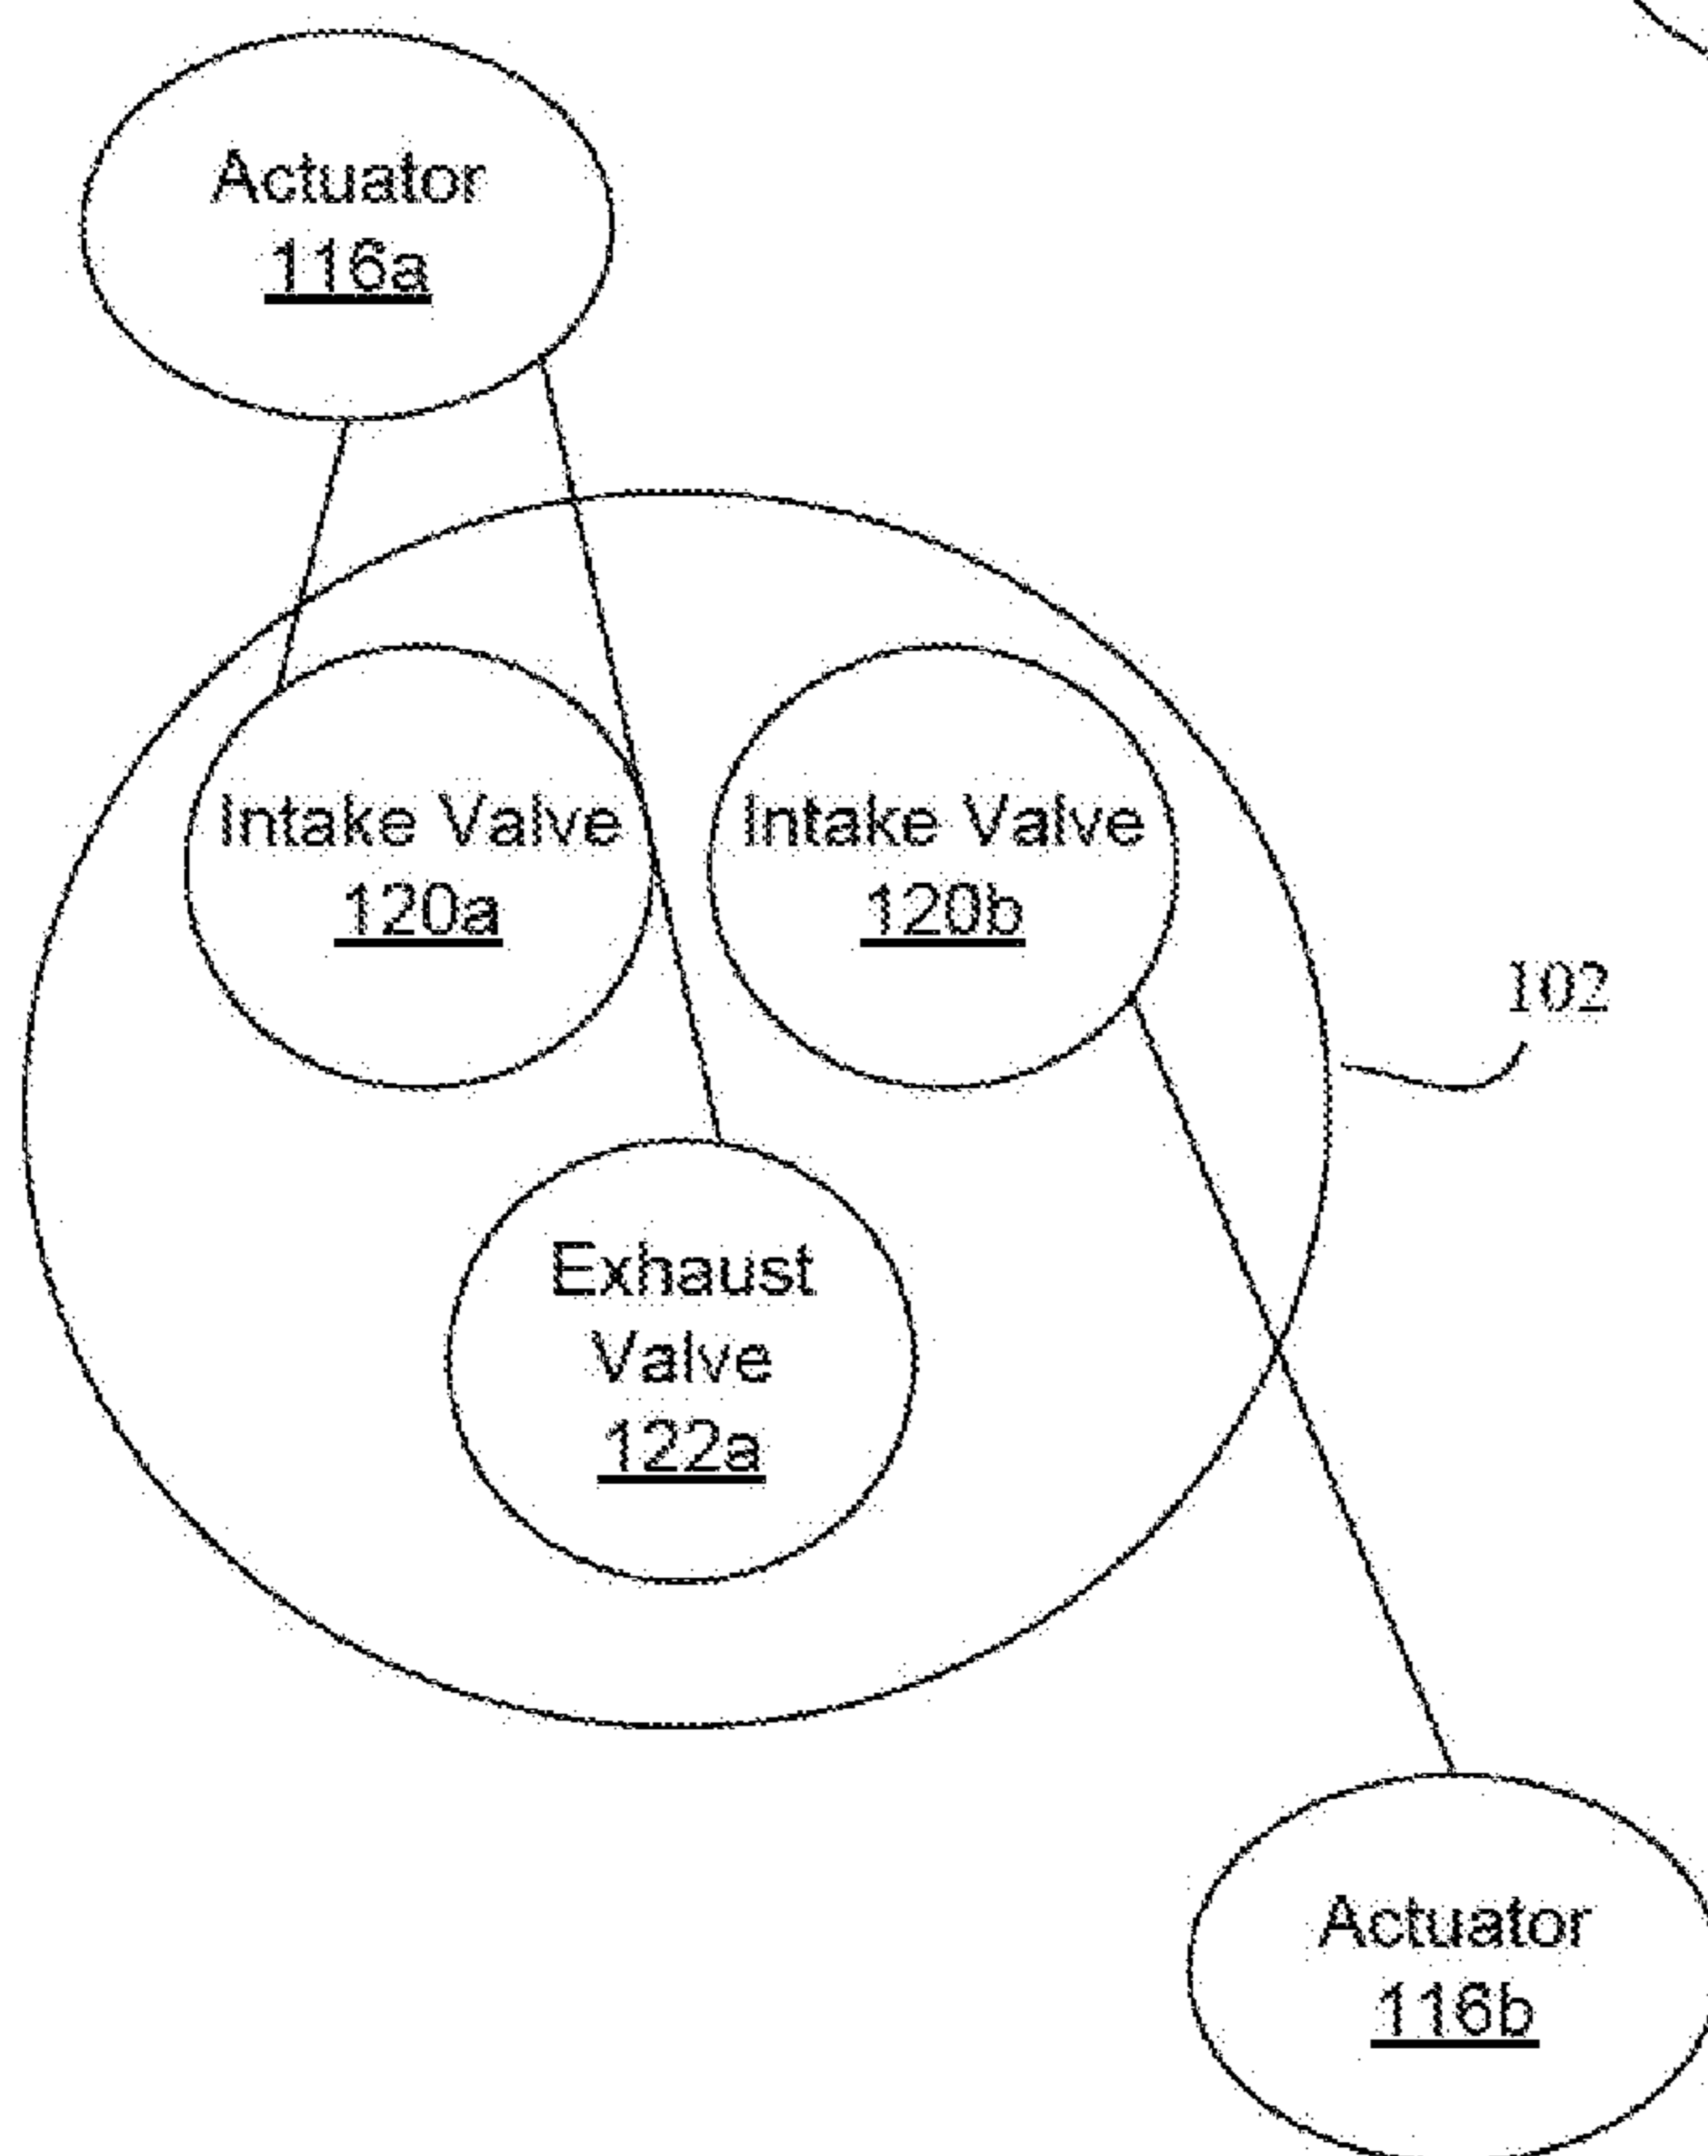 Actuator
116a
Intake Valve
120a
Intake Valve
120b
102
Exhaust
Valve
122a
Actuator
116b